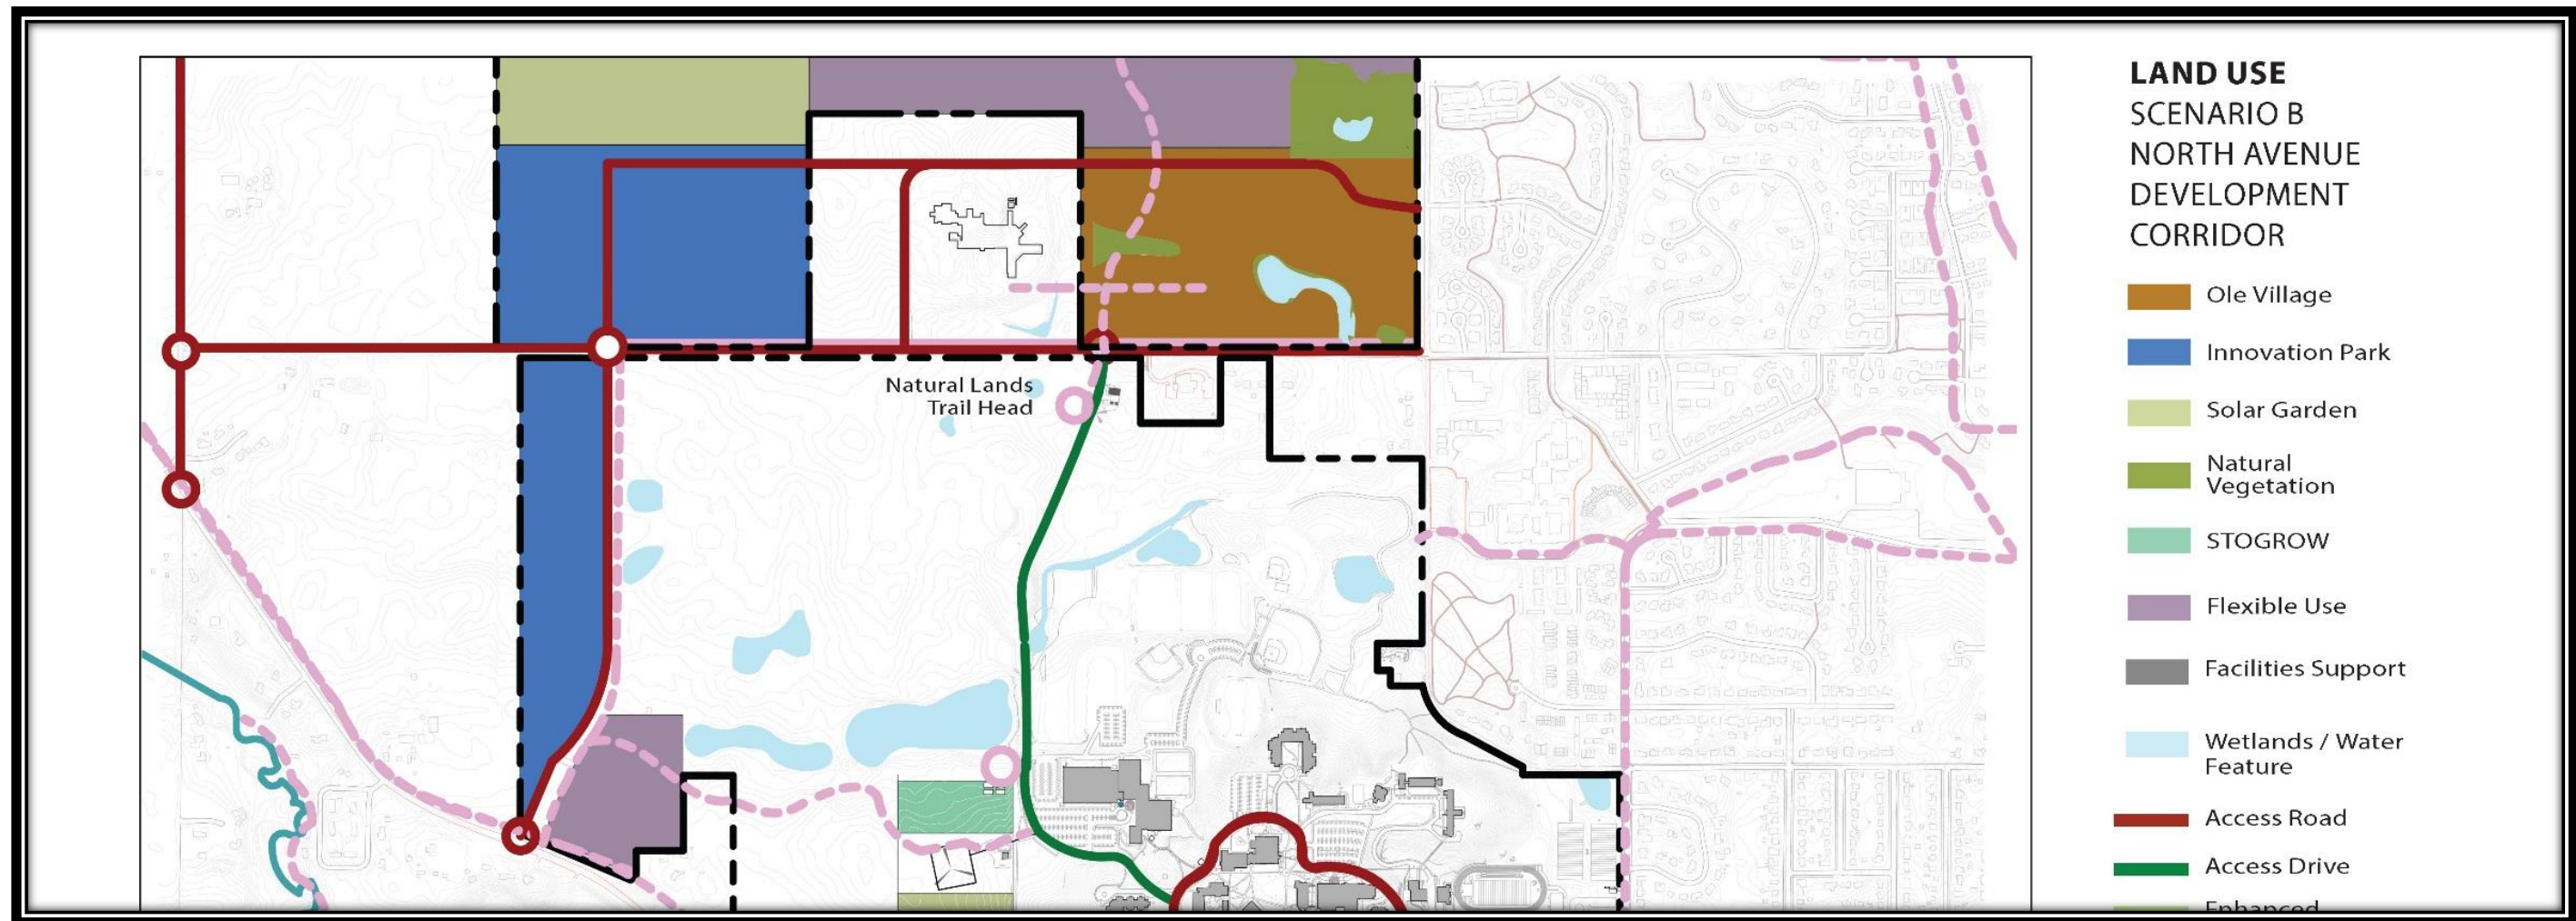 LAND USE
SCENARIO B
NORTH AVENUE
DEVELOPMENT
CORRIDOR
Ole Village
Innovation Park
Solar Garden
Natural
Vegetation
STOGROW
Flexible Use
Facilities Support
Wetlands / Water
Feature
Access Road
Access Drive
Enhanced
Natural Lands
Trail Head